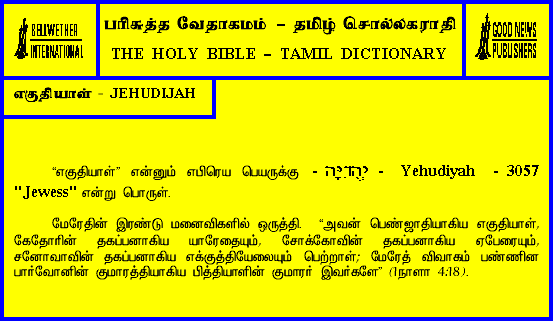 BELLWETHER
INTERNATIONAL
பரிசுத்த வேதாகமம் – தமிழ் சொல்லகராதி
THE HOLY BIBLE – TAMIL DICTIONARY
GOOD NEWS
PUBLISHERS
எகுதியாள் - JEHUDIJAH
“எகுதியாள்” என்னும் எபிரெய பெயருக்கு - יְהֻדִיָּה - Yehudiyah - 3057
"Jewess" என்று பொருள்.
மேரேதின் இரண்டு மனைவிகளில் ஒருத்தி. “அவன் பெண்ஜாதியாகிய எகுதியாள்,
கேதோரின் தகப்பனாகிய யாரேதையும், சோக்கோவின் தகப்பனாகிய ஏபேரையும்,
சனோவாவின் தகப்பனாகிய எக்குத்தியேலையும் பெற்றாள்; மேரேத் விவாகம் பண்ணின
பார்வோனின் குமாரத்தியாகிய பித்தியாளின் குமாரர் இவர்களே” (1நாளா 4:18).